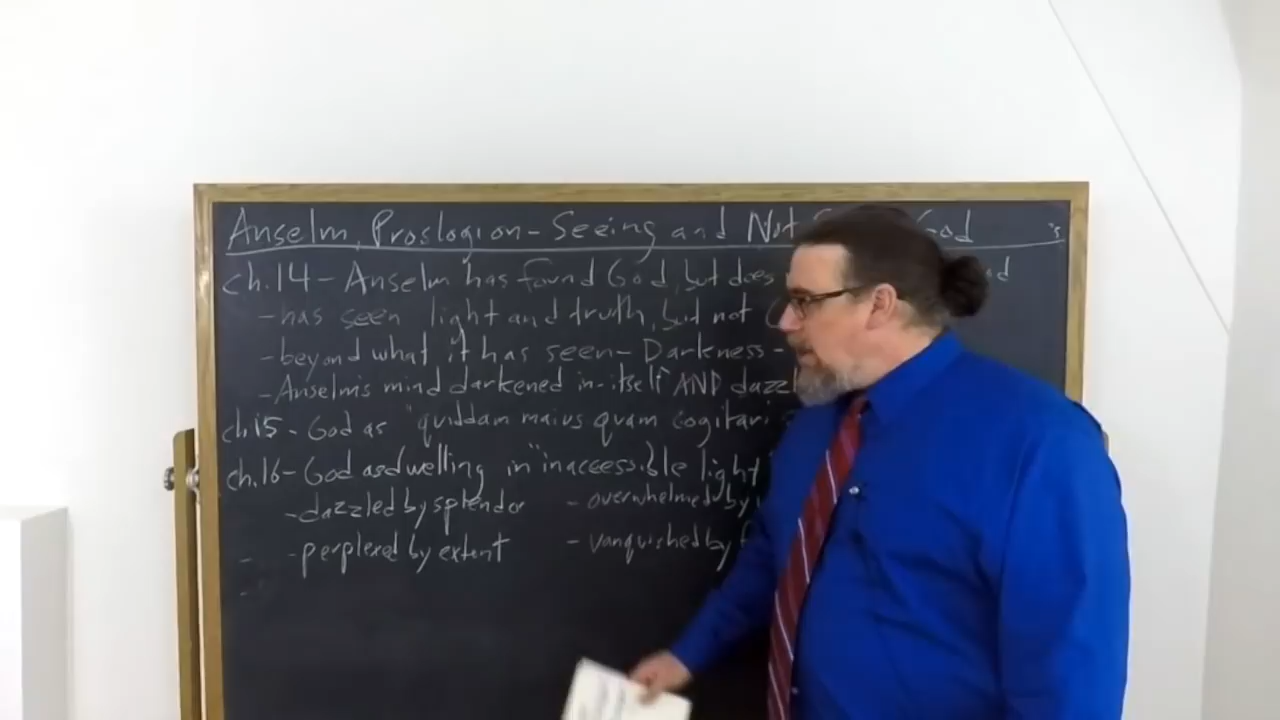 Anselm, Proslogion - Seeing and Not God
ch. 14 - Anselm has found God, but does
- has seen light and truth, but not
- beyond what it has seen - Darkness -
- Anselm's mind darkened in-itself AND
ch. 15 - God as "quiddam maius quam cogitari
ch. 16 - God as dwelling in "inaccessible light
- dazzled by splendor - overwhelmed by
- perplexed by extent - vanquished by